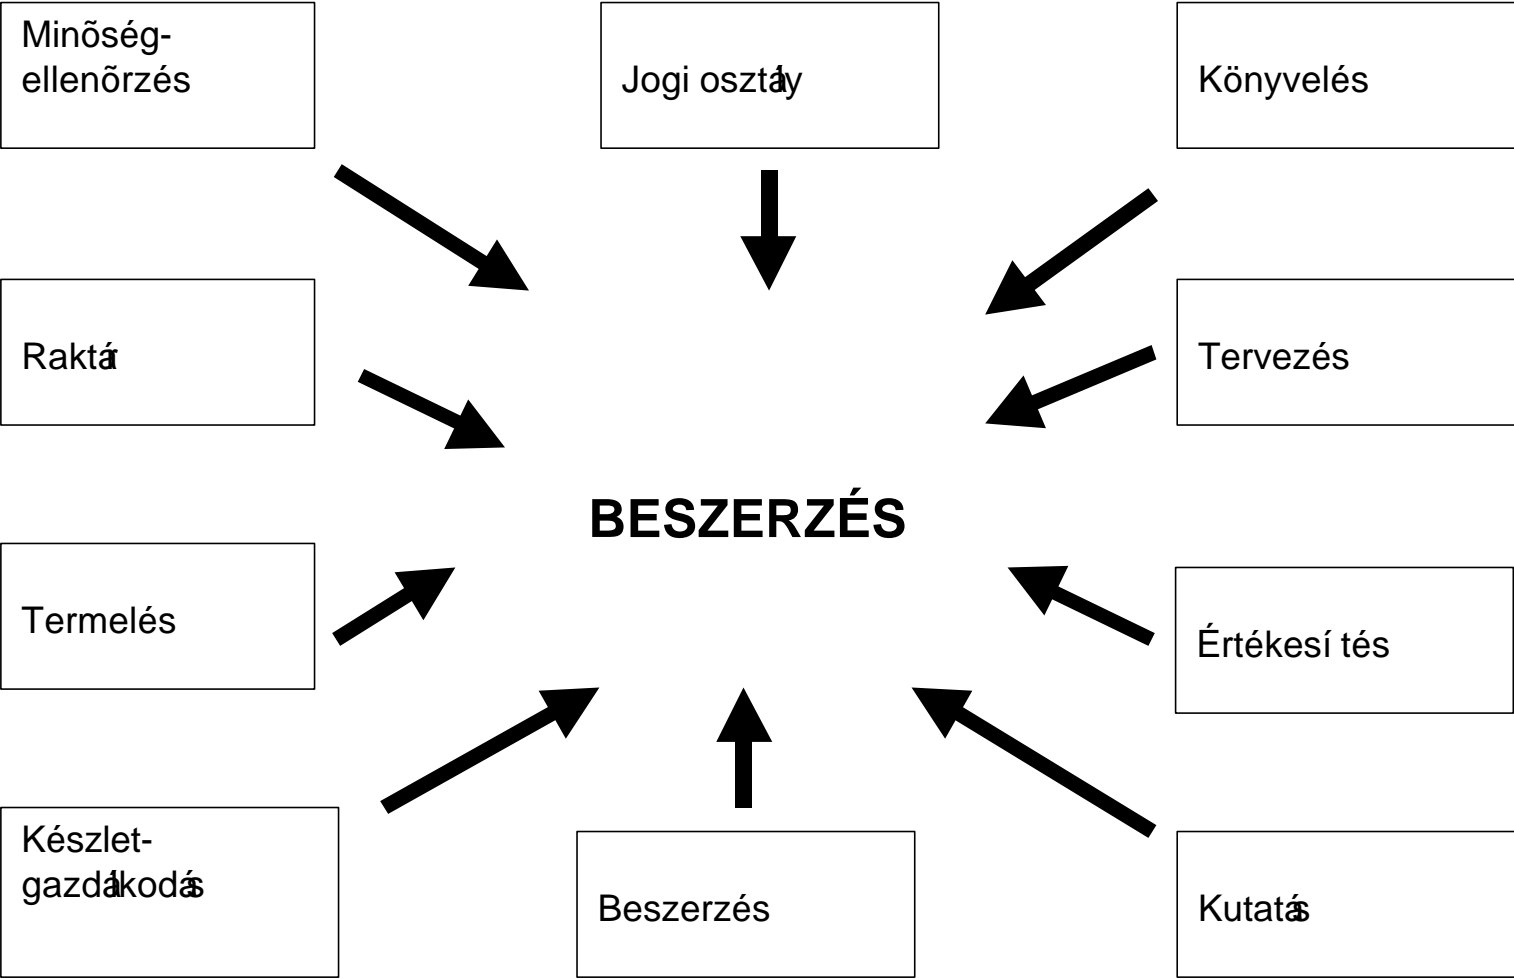 Minõség-
ellenõrzés
Jogi osztály
Könyvelés
Raktár
Tervezés
BESZERZÉS
Termelés
Értékesí tés
Készlet-
gazdálkodás
Beszerzés
Kutatás